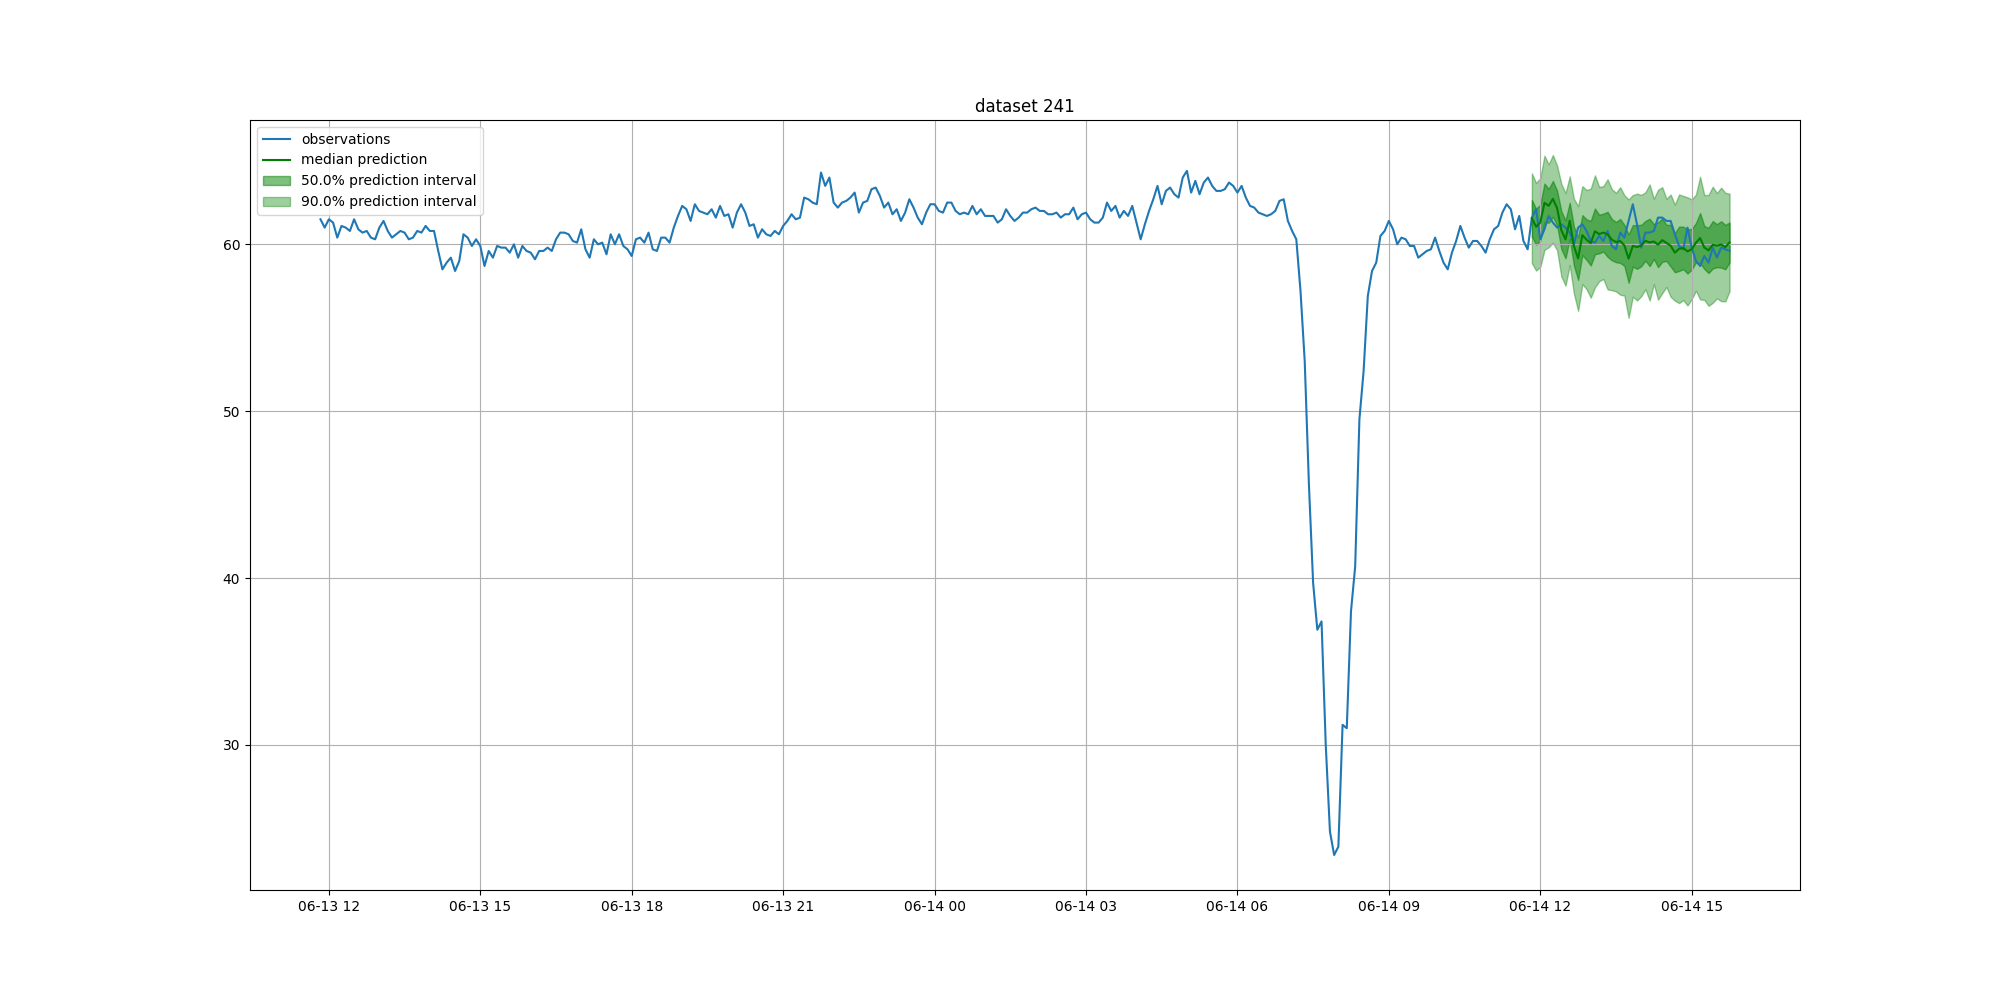 dataset 241
observations
median prediction
50.0% prediction interval
90.0% prediction interval
60
50
40
30
06-13 12
06-13 15
06-13 18
06-13 21
06-14 00
06-14 03
06-14 06
06-14 09
06-14 12
06-14 15